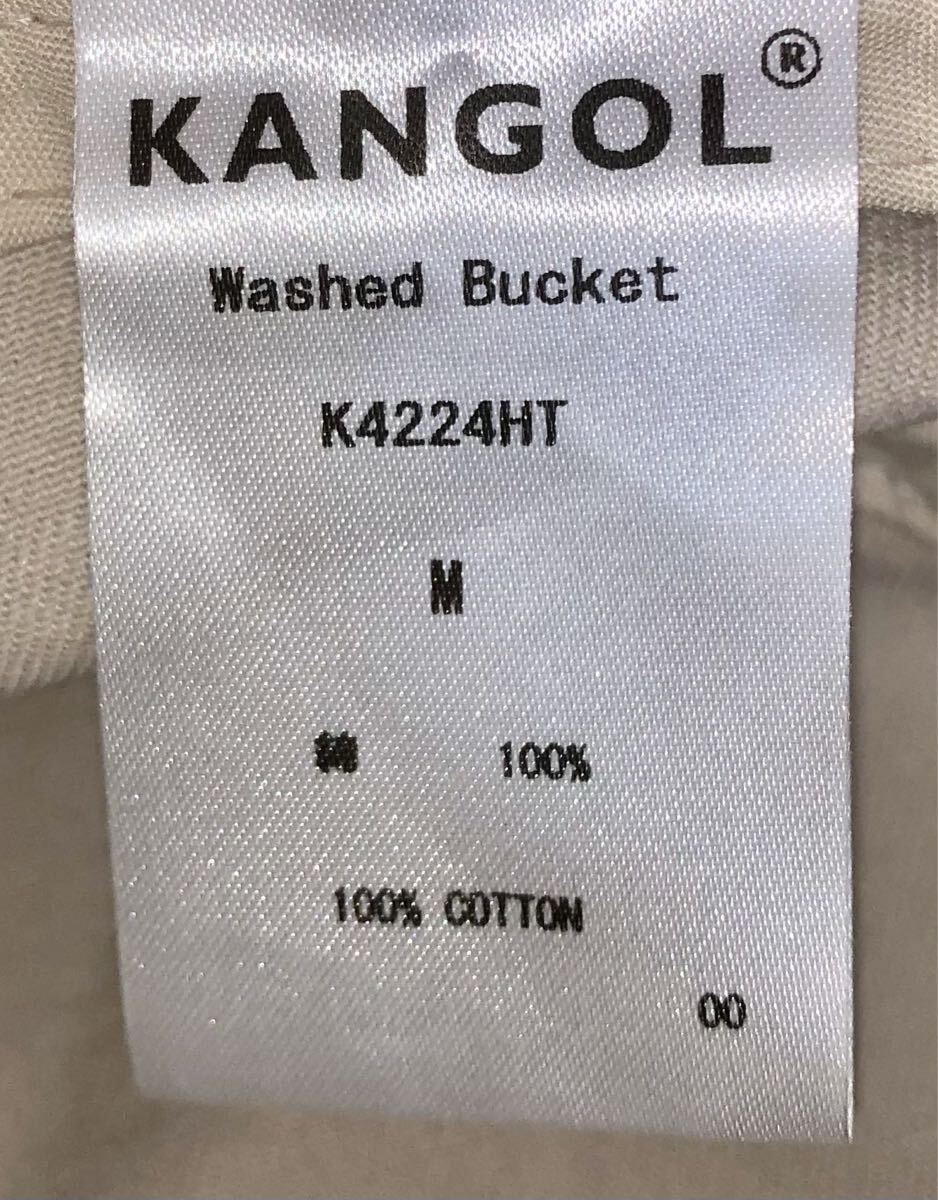 KANGOL®
Washed Bucket
K4224HT
M
綿 100%
100% COTTON
00